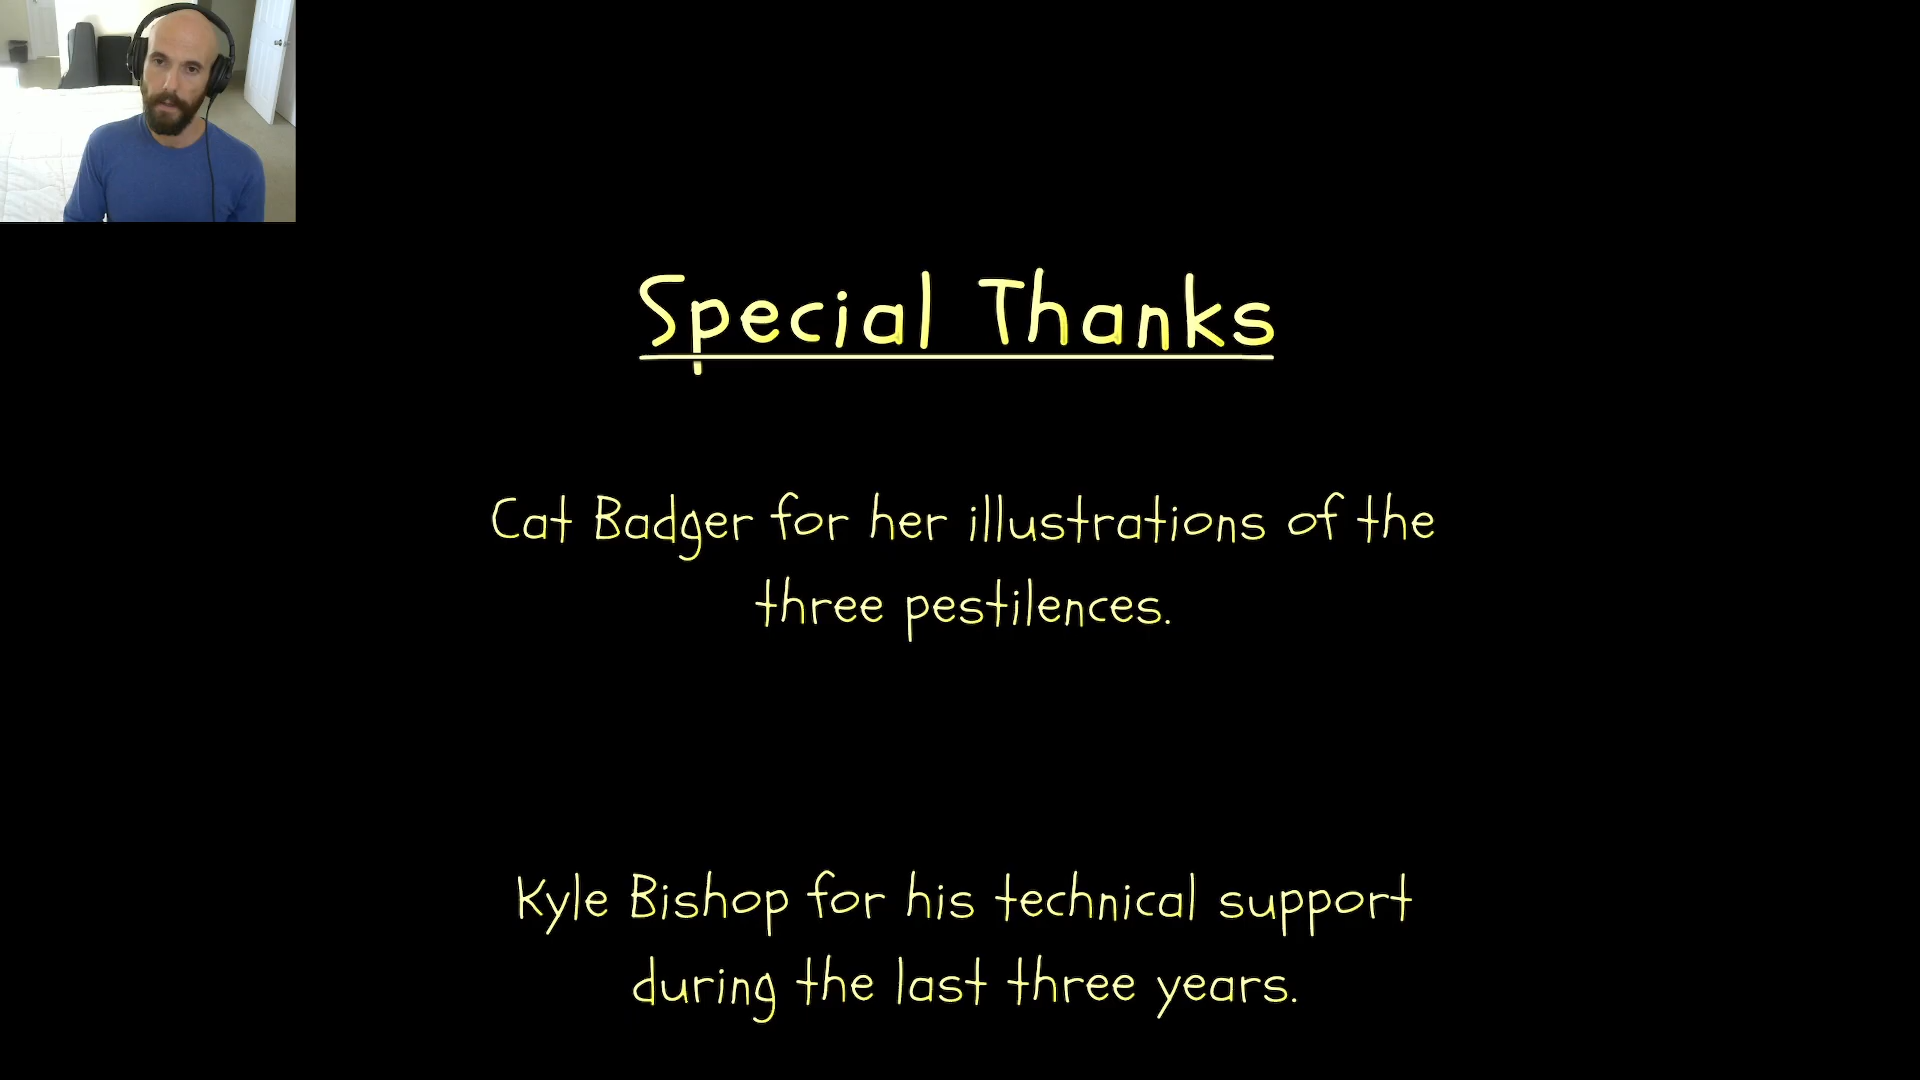 Special Thanks
Cat Badger for her illustrations of the
three pestilences.
Kyle Bishop for his technical support
during the last three years.